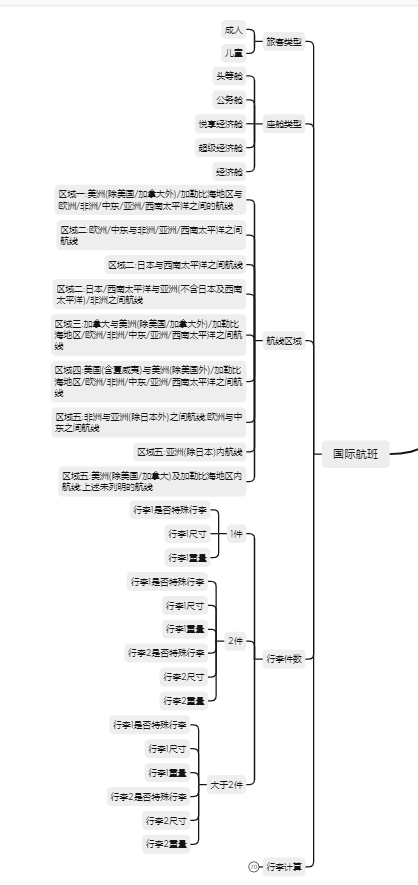 成人
旅客类型
儿童
头等舱
公务舱
悦享经济舱
座舱类型
超级经济舱
经济舱
区域一:美洲(除美国/加拿大外)/加勒比海地区与
欧洲/非洲/中东/亚洲/西南太平洋之间的航线
区域二:欧洲/中东与非洲/亚洲/西南太平洋之间
航线
区域二:日本与西南太平洋之间航线
区域二:日本/西南太平洋与亚洲(不含日本及西南
太平洋)/非洲之间航线
区域三:加拿大与美洲(除美国/加拿大外)/加勒比
海地区/欧洲/非洲/中东/亚洲/西南太平洋之间航
线
航线区域
区域四:美国(含夏威夷)与美洲(除美国外)/加勒比
海地区/欧洲/非洲/中东/亚洲/西南太平洋之间航
线
区域五:非洲与亚洲(除日本外)之间航线;欧洲与中
东之间航线
区域五:亚洲(除日本)内航线
区域五:美洲(除美国/加拿大)及加勒比海地区内
航线;上述未列明的航线
国际航班
行李1是否特殊行李
行李1尺寸
1件
行李1重量
行李1是否特殊行李
行李1尺寸
行李1重量
2件
行李2是否特殊行李
行李2尺寸
行李2重量
行李件数
行李1是否特殊行李
行李1尺寸
行李1重量
大于2件
行李2是否特殊行李
行李2尺寸
行李2重量
行李计算